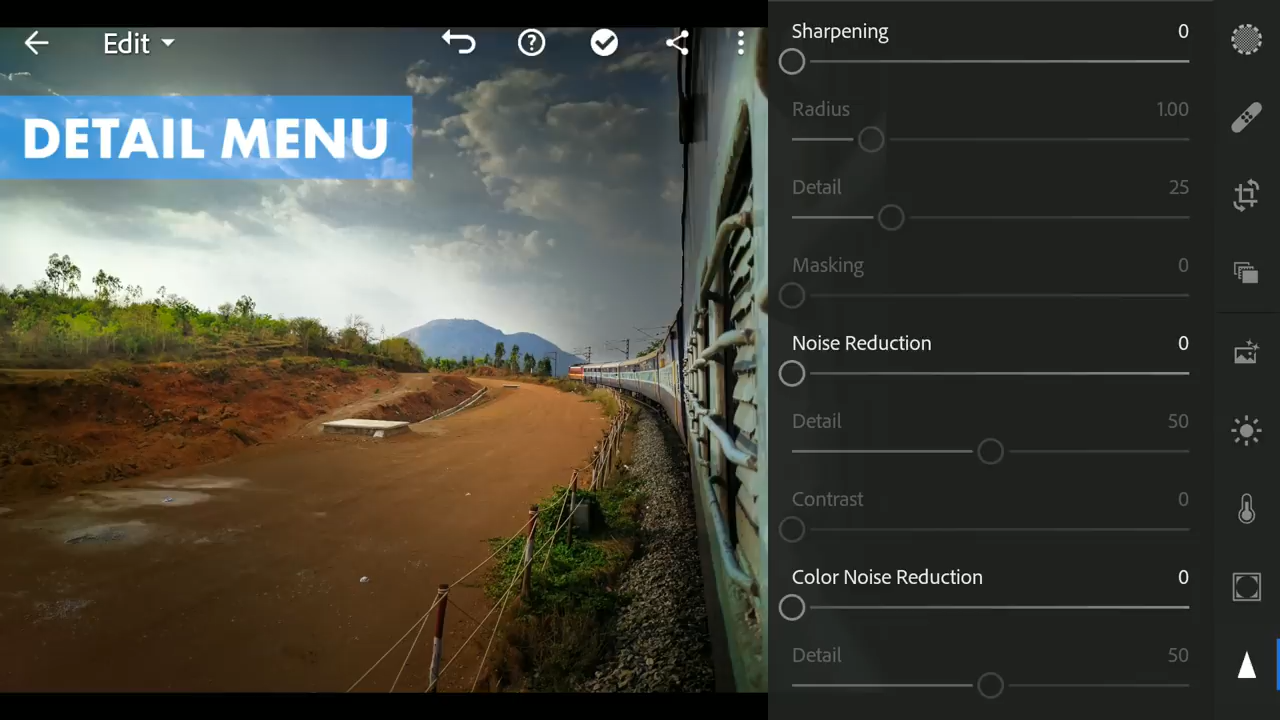 Edit
DETAIL MENU
Sharpening 0
Radius 1.00
Detail 25
Masking 0
Noise Reduction 0
Detail 50
Contrast 0
Color Noise Reduction 0
Detail 50